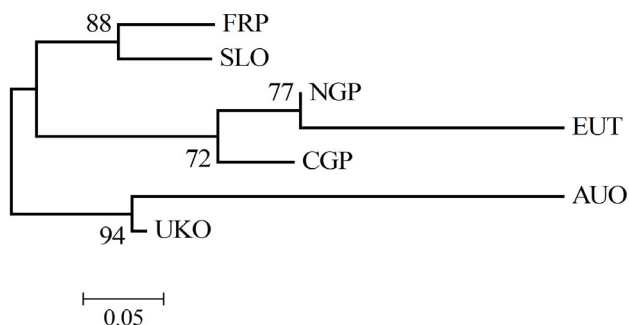 88 FRP
SLO
77 NGP
EUT
72 CGP
AUO
94 UKO
0.05